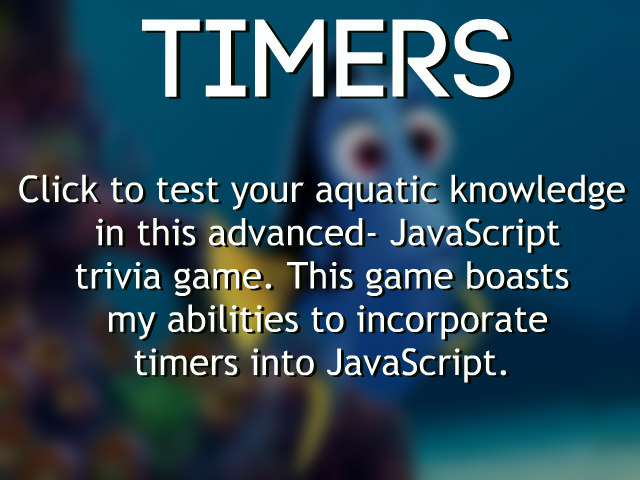 TIMERS
Click to test your aquatic knowledge
in this advanced- JavaScript
trivia game. This game boasts
my abilities to incorporate
timers into JavaScript.